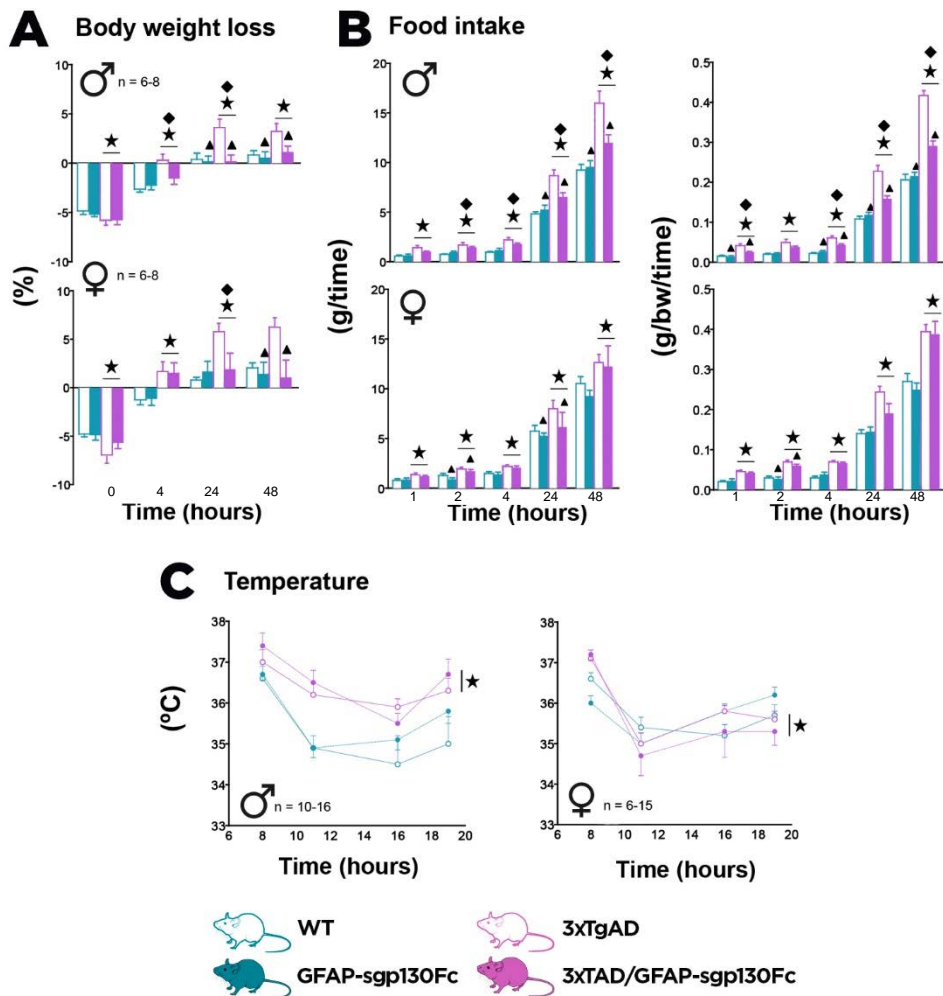 A Body weight loss
B Food intake
n = 6-8
10
5
0
-5
-10
n = 6-8
10
5
0
-5
-10
(%)
0 4 24 48
Time (hours)
20
15
10
5
0
20
15
10
5
0
(g/time)
1 2 4 24 48
Time (hours)
0.5
0.4
0.3
0.2
0.1
0.0
0.5
0.4
0.3
0.2
0.1
0.0
(g/bw/time)
1 2 4 24 48
Time (hours)
C Temperature
38
37
36
35
34
33
(ºC)
n = 10-16
6 8 10 12 14 16 18 20
Time (hours)
38
37
36
35
34
33
n = 6-15
6 8 10 12 14 16 18 20
Time (hours)
WT
3xTgAD
GFAP-sgp130Fc
3xTAD/GFAP-sgp130Fc